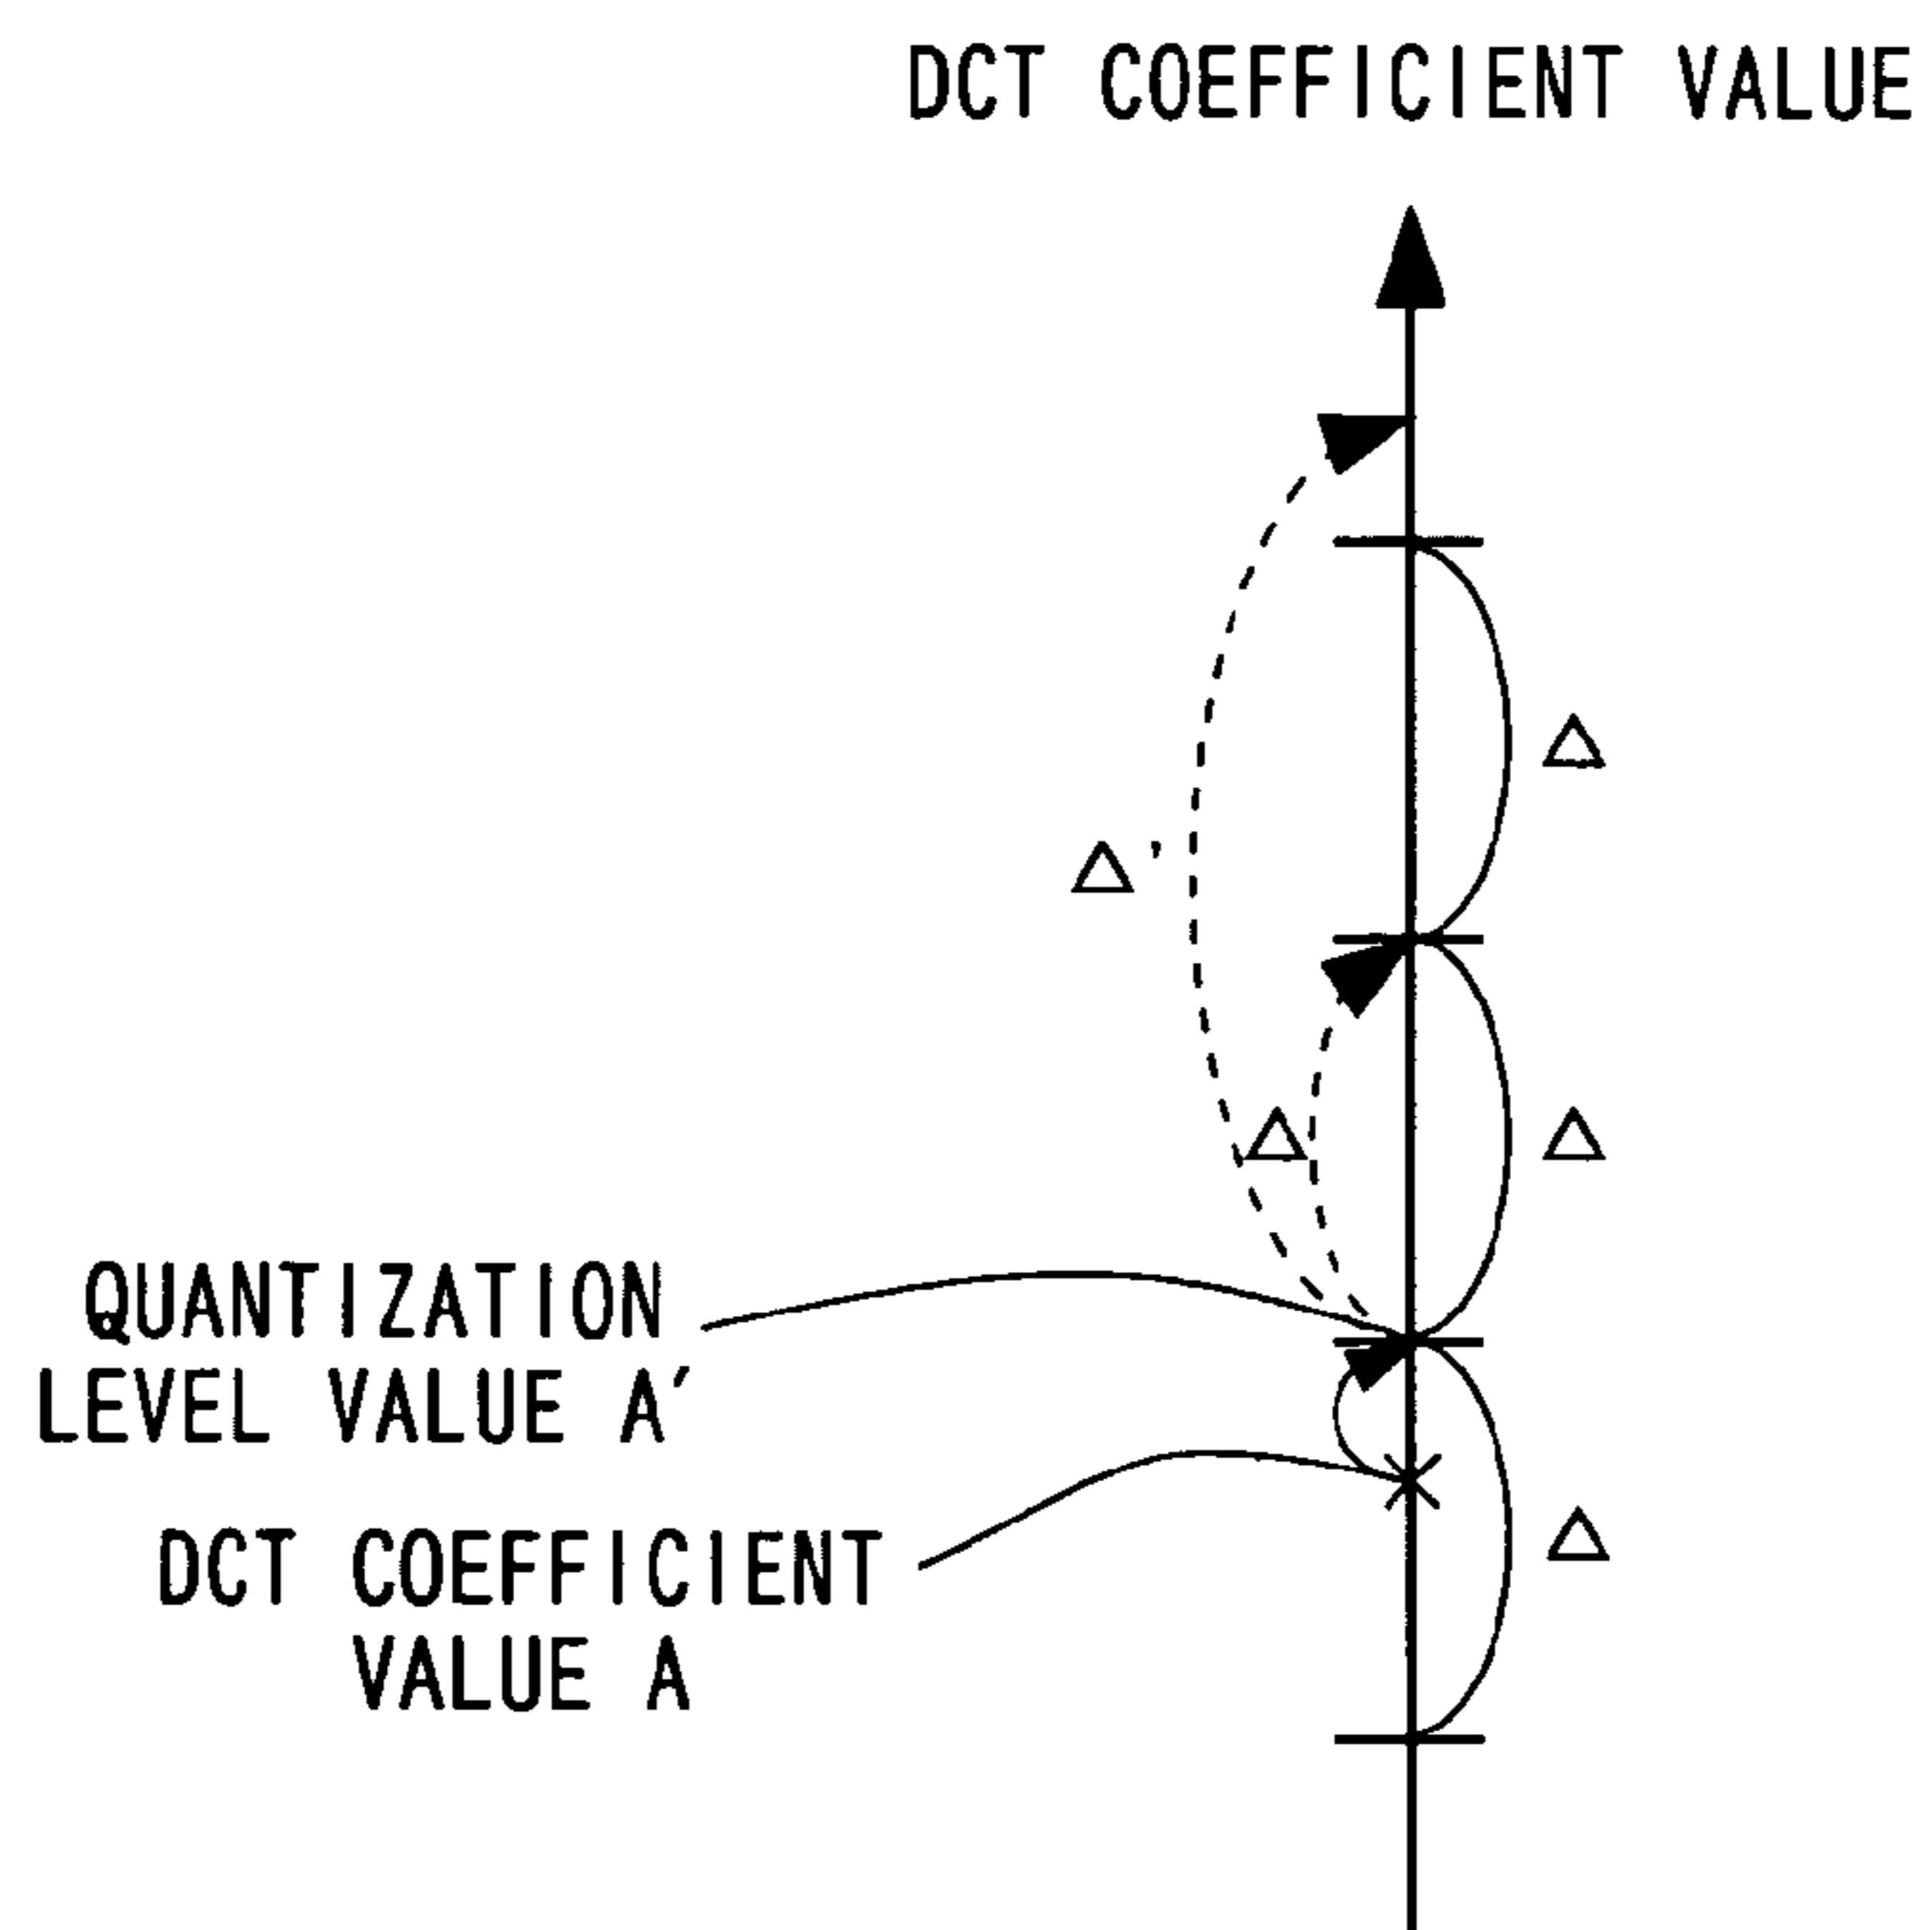 DCT COEFFICIENT VALUE
△
△'
△
△
QUANTIZATION
LEVEL VALUE A′
DCT COEFFICIENT
VALUE A
△